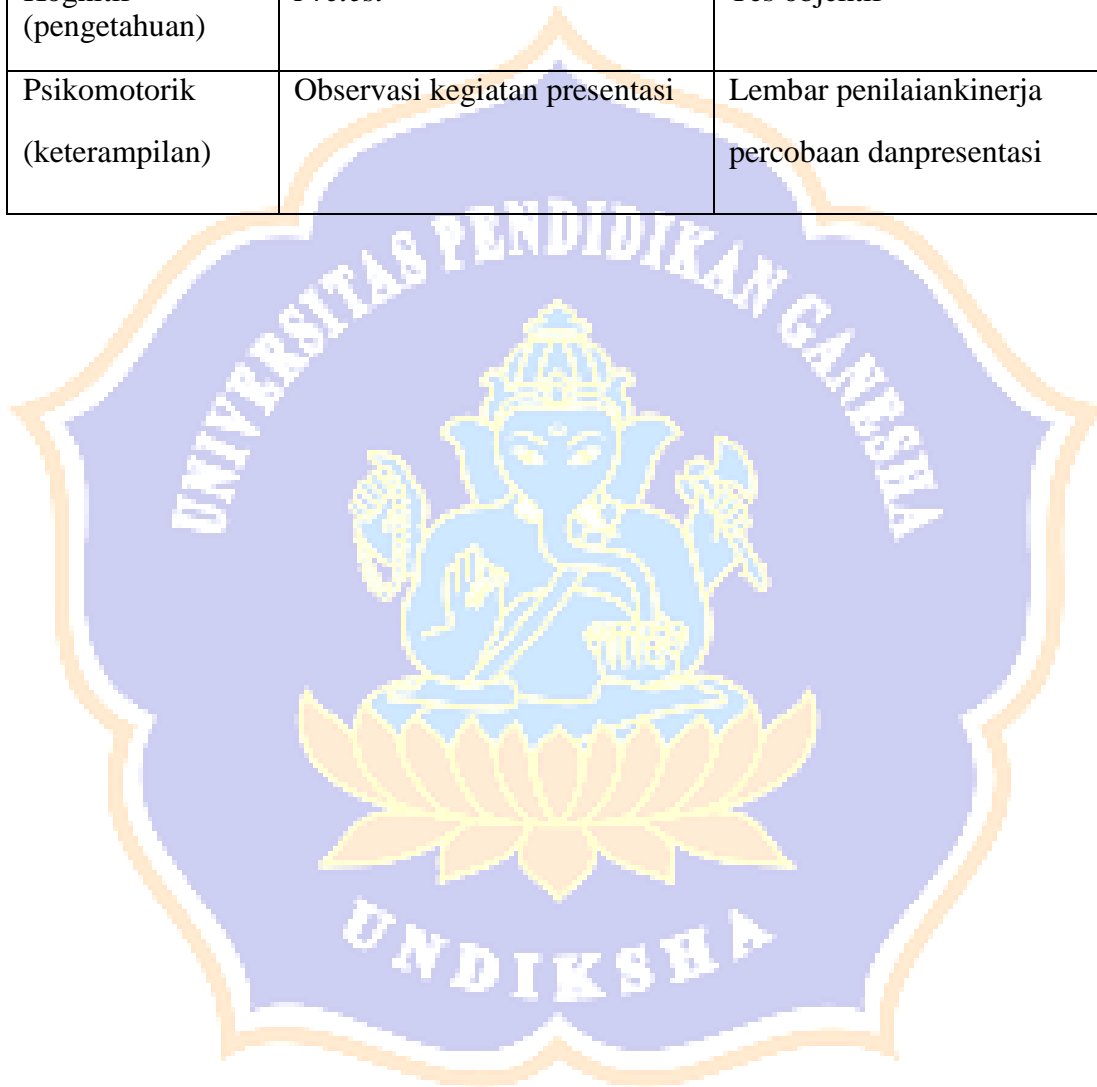 (pengetahuan)
Psikomotorik
(keterampilan)
Observasi kegiatan presentasi
Lembar penilaiankinerja
percobaan danpresentasi
UNIVERSITAS PENDIDIKAN GANESHA
UNDIKSHA